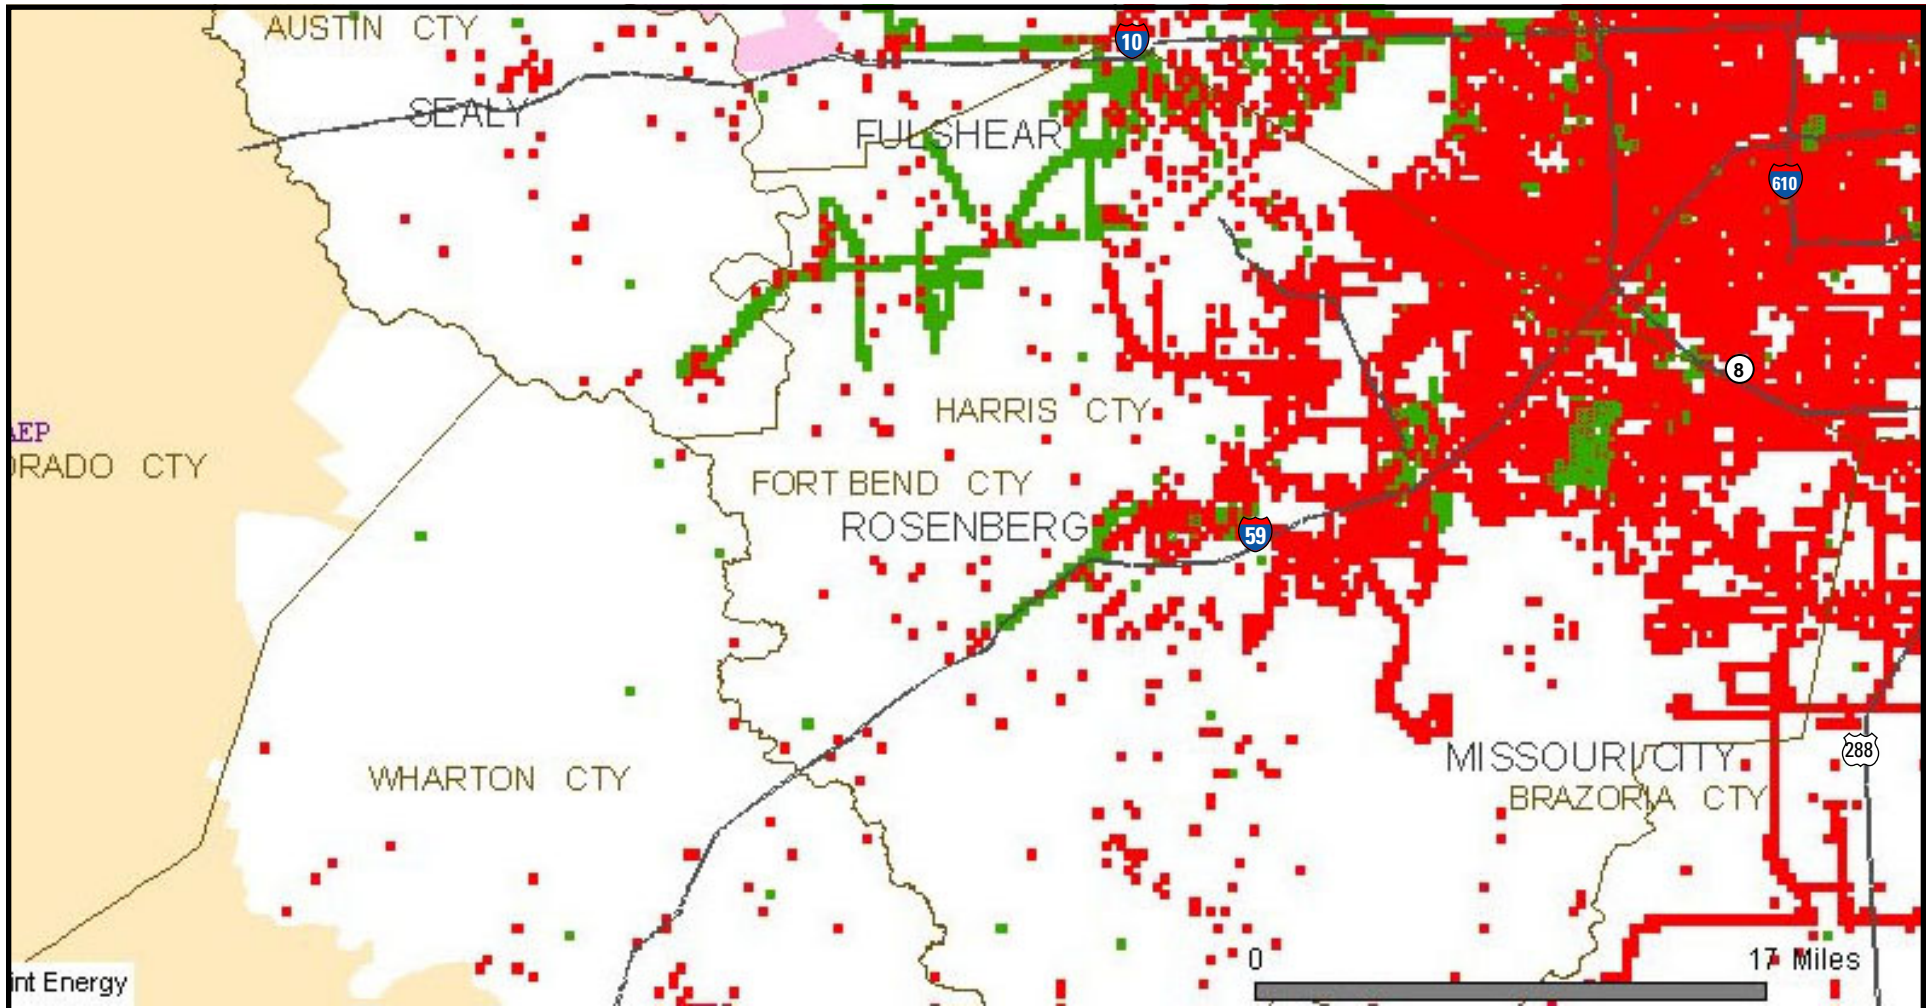 AUSTIN CTY
10
SEALY
FULSHEAR
610
8
HARRIS CTY
AEP
ORADO CTY
FORT BEND CTY
ROSENBERG
59
MISSOURI CITY
288
WHARTON CTY
BRAZORIA CTY
0
17 Miles
int Energy